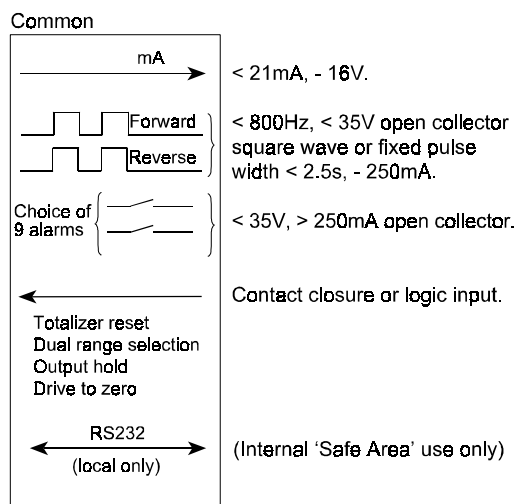 Common
mA
< 21mA, - 16V.
Forward
Reverse
< 800Hz, < 35V open collector
square wave or fixed pulse
width < 2.5s, - 250mA.
Choice of
9 alarms
< 35V, > 250mA open collector.
Contact closure or logic input.
Totalizer reset
Dual range selection
Output hold
Drive to zero
RS232
(local only)
(Internal ‘Safe Area’ use only)